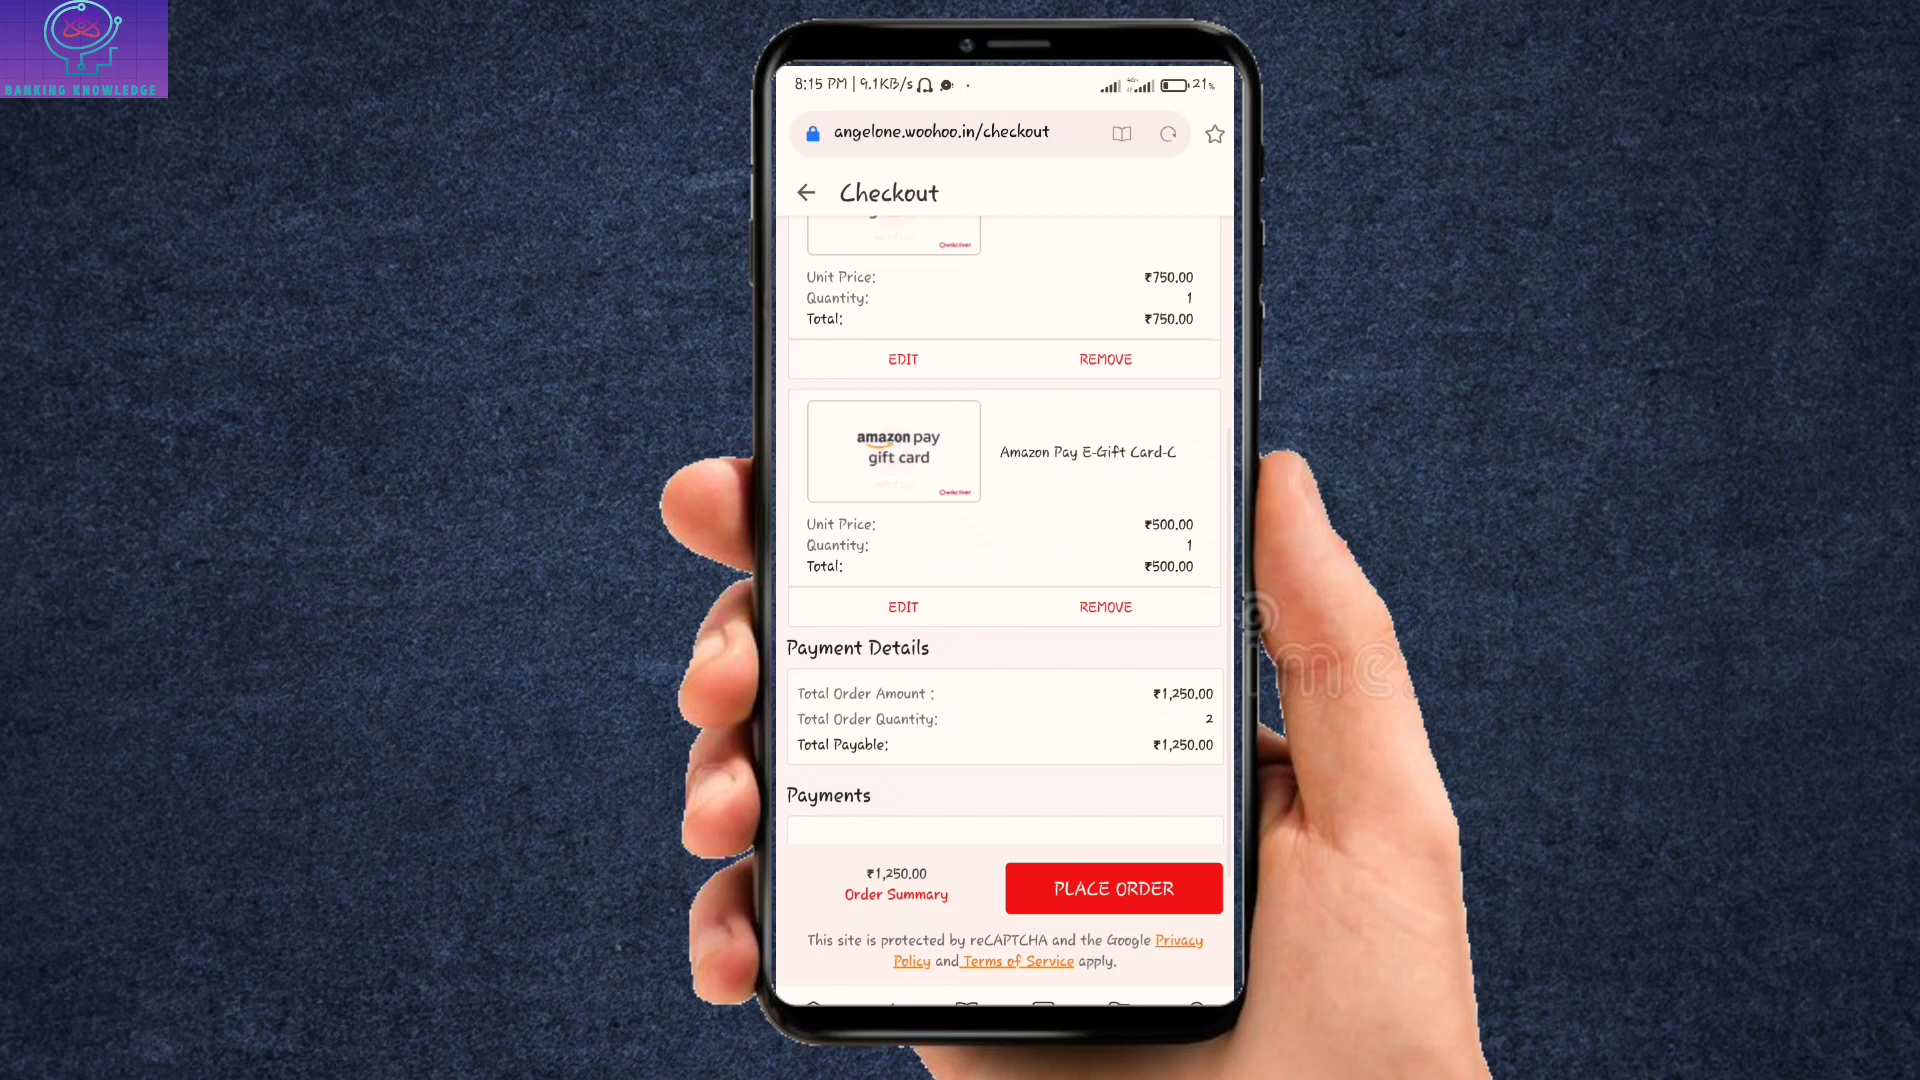 BANKING KNOWLEDGE
8:15 PM | 9.1KB/s
21%
angelone.woohoo.in/checkout
Checkout
Qwikcilver
Unit Price: ₹750.00
Quantity: 1
Total: ₹750.00
EDIT REMOVE
amazon pay
gift card
woohoo
Qwikcilver
Amazon Pay E-Gift Card-C
Unit Price: ₹500.00
Quantity: 1
Total: ₹500.00
EDIT REMOVE
Payment Details
Total Order Amount : ₹1,250.00
Total Order Quantity: 2
Total Payable: ₹1,250.00
Payments
₹1,250.00
Order Summary
PLACE ORDER
This site is protected by reCAPTCHA and the Google Privacy
Policy and Terms of Service apply.